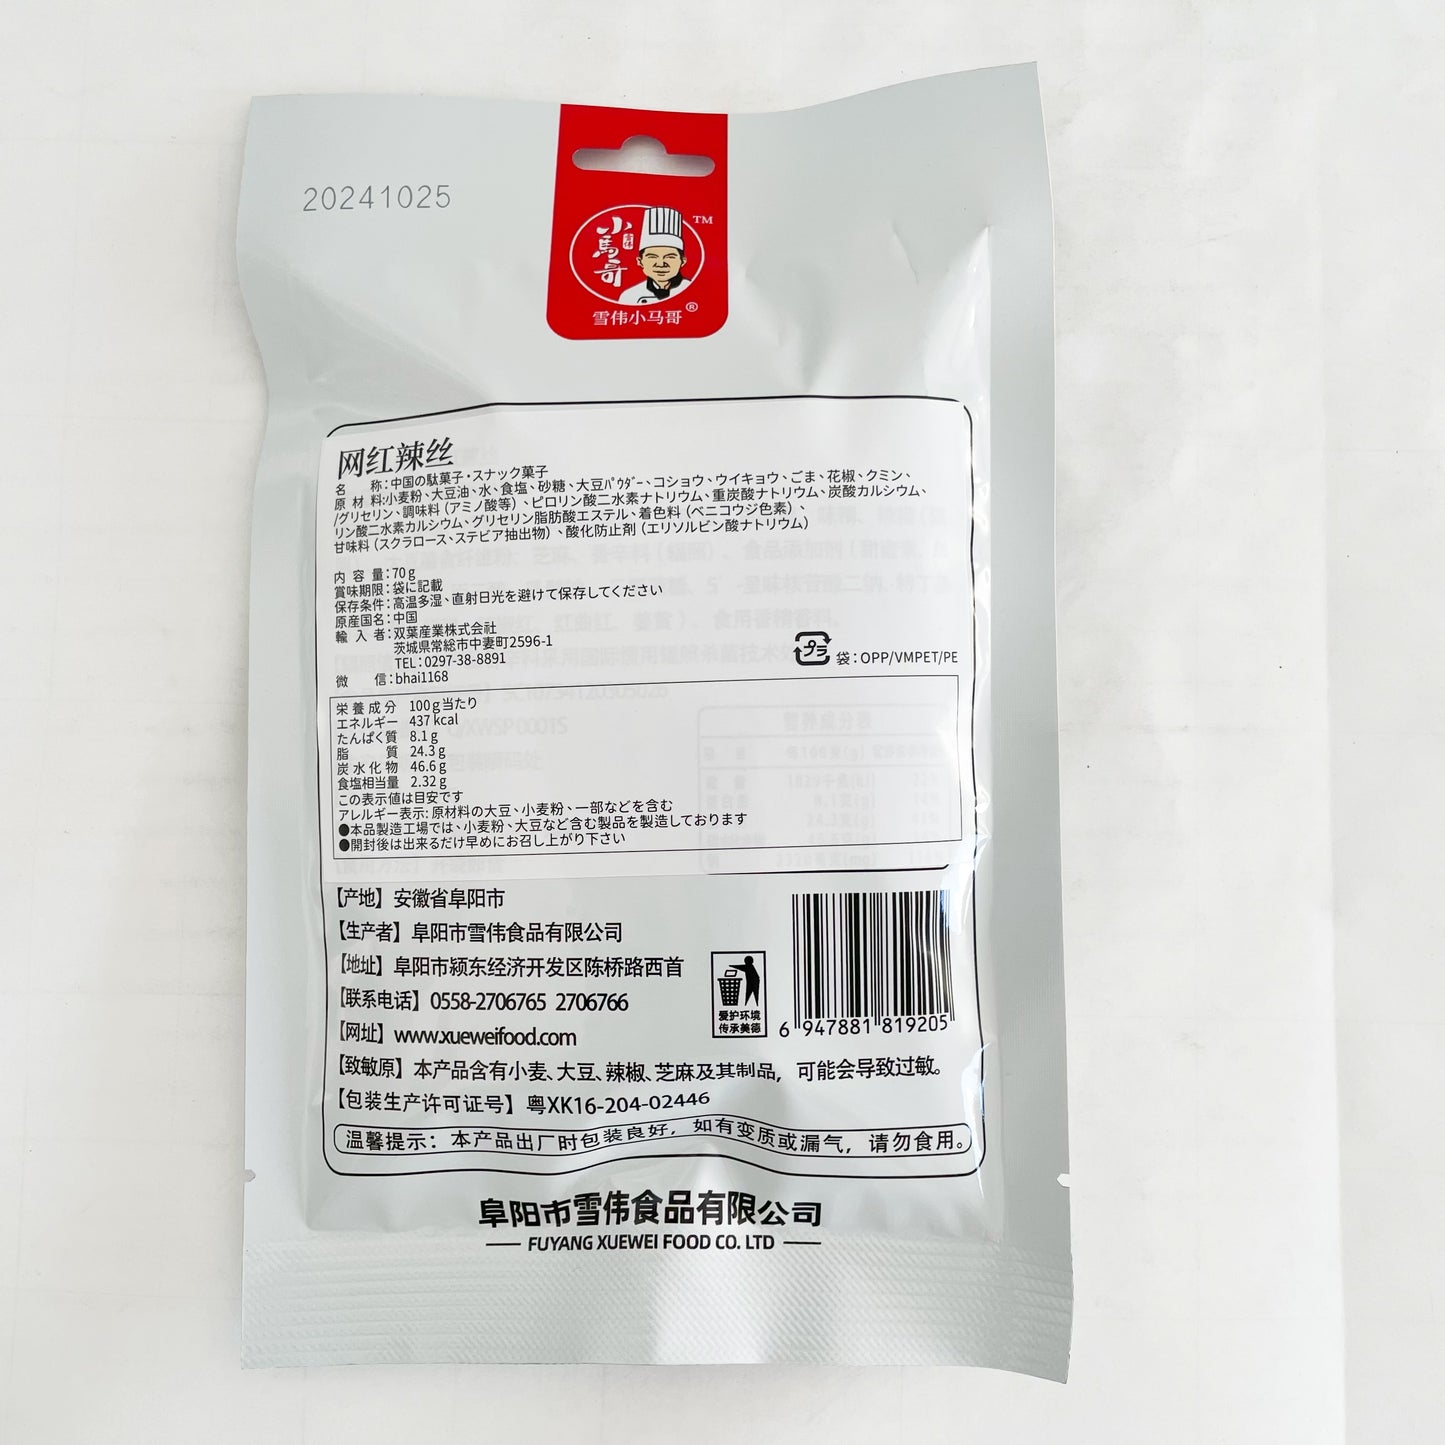 20241025
小馬哥
雪偉
TM
雪伟小马哥®
网红辣丝
名 称:中国の駄菓子・スナック菓子
原 材 料:小麦粉、大豆油、水、食塩、砂糖、大豆ﾊﾟｳﾀﾞｰ、コショウ、ウイキョウ、ごま、花椒、クミン、
/グリセリン、調味料(アミノ酸等)、ピロリン酸二水素ナトリウム、重炭酸ナトリウム、炭酸カルシウム、
リン酸二水素カルシウム、グリセリン脂肪酸エステル、着色料(ベニコウジ色素)、
甘味料(スクラロース、ステビア抽出物)、酸化防止剤(エリソルビン酸ナトリウム)
内 容 量:70g
賞味期限:袋に記載
保存条件:高温多湿、直射日光を避けて保存してください
原産国名:中国
輸 入 者:双葉産業株式会社
茨城県常総市中妻町2596-1
TEL:0297-38-8891
微 信:bhai1168
プラ 袋:OPP/VMPET/PE
栄養成分 100g当たり
エネルギー 437kcal
たんぱく質 8.1g
脂 質 24.3g
炭水化物 46.6g
食塩相当量 2.32g
この表示値は目安です
アレルギー表示:原材料の大豆、小麦粉、一部などを含む
●本品製造工場では、小麦粉、大豆など含む製品を製造しております
●開封後は出来るだけ早めにお召し上がり下さい
【产地】安徽省阜阳市
【生产者】阜阳市雪伟食品有限公司
【地址】阜阳市颍东经济开发区陈桥路西首
【联系电话】0558-2706765 2706766
【网址】www.xueweifood.com
爱护环境
传承美德
6 947881 819205
【致敏原】本产品含有小麦、大豆、辣椒、芝麻及其制品，可能会导致过敏。
【包装生产许可证号】粤XK16-204-02446
温馨提示：本产品出厂时包装良好，如有变质或漏气，请勿食用。
阜阳市雪伟食品有限公司
FUYANG XUEWEI FOOD CO. LTD